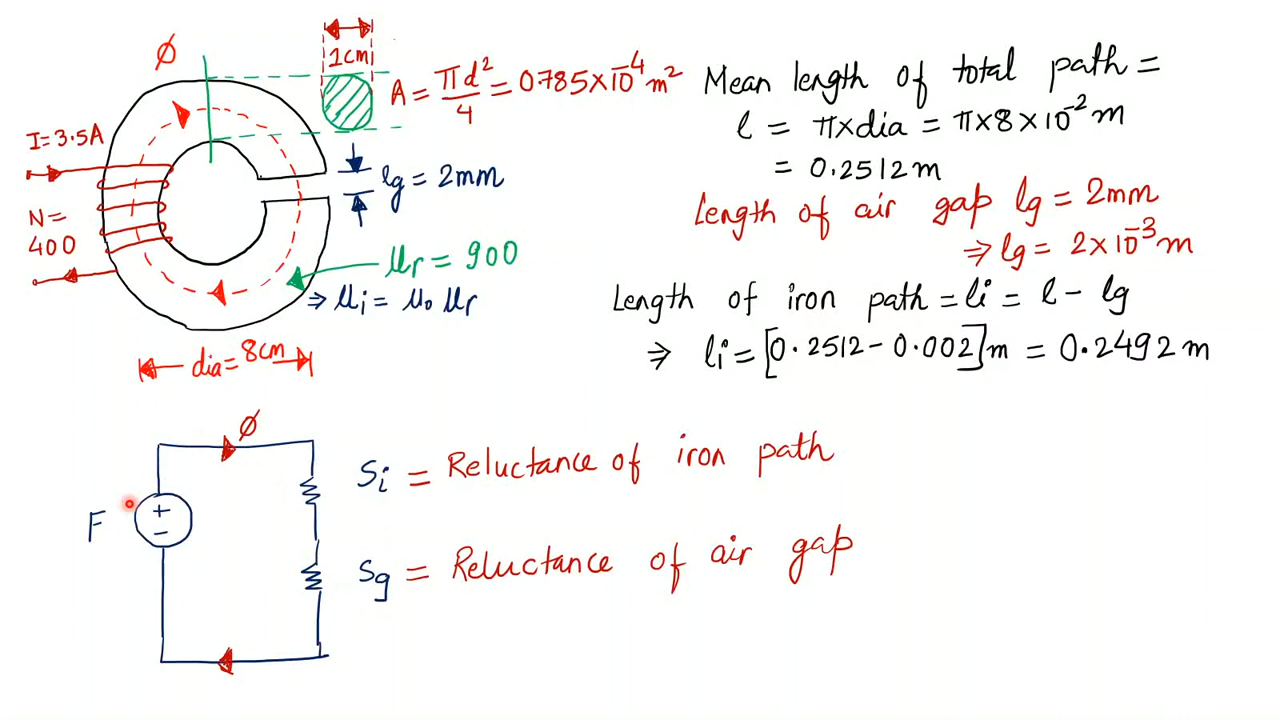 Ø
1cm
A = πd²/4 = 0.785×10⁻⁴ m²
I = 3.5A
lg = 2mm
N =
400
μr = 900
⇒ μi = μ₀ μr
dia = 8cm
Mean length of total path =
l = π×dia = π×8×10⁻² m
= 0.2512 m
Length of air gap lg = 2mm
⇒ lg = 2×10⁻³ m
Length of iron path = li = l - lg
⇒ li = [0.2512 - 0.002] m = 0.2492 m
Ø
F
+
−
Si = Reluctance of iron path
Sg = Reluctance of air gap